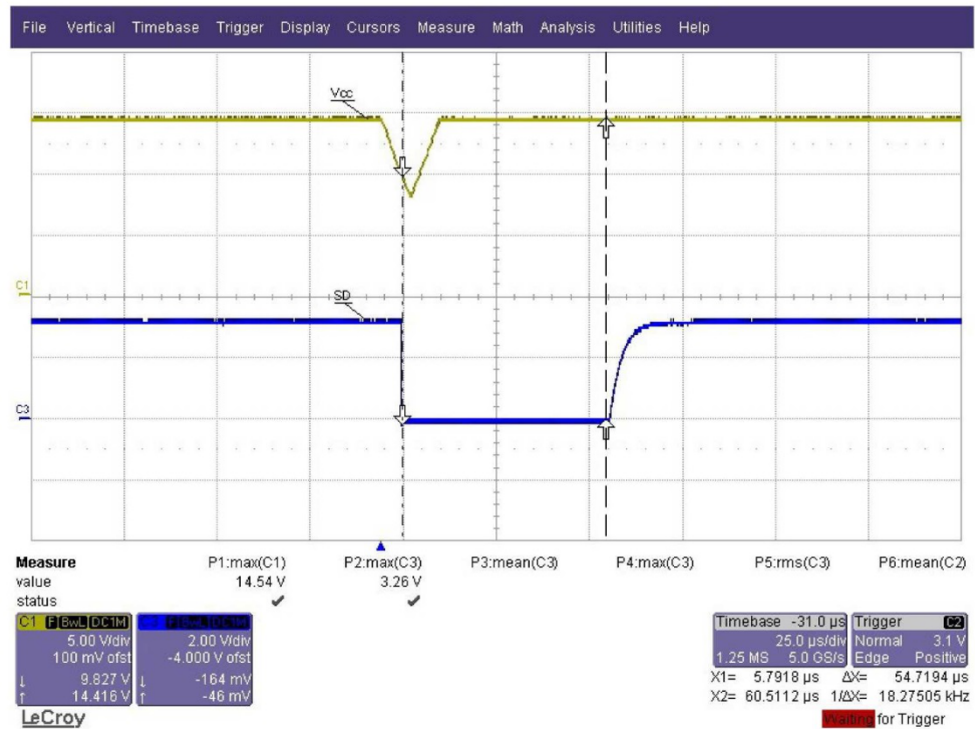 File Vertical Timebase Trigger Display Cursors Measure Math Analysis Utilities Help
Vcc
C1
SD
C3
Measure P1:max(C1) P2:max(C3) P3:mean(C3) P4:max(C3) P5:rms(C3) P6:mean(C2)
value 14.54 V 3.26 V
status
C1 F BwL DC1M
5.00 V/div
100 mV ofst
↓ 9.827 V
↑ 14.416 V
F BwL DC1M
2.00 V/div
-4.000 V ofst
↓ -164 mV
↑ -46 mV
Timebase -31.0 µs
25.0 µs/div
1.25 MS 5.0 GS/s
Trigger C2
Normal 3.1 V
Edge Positive
X1= 5.7918 µs ΔX= 54.7194 µs
X2= 60.5112 µs 1/ΔX= 18.27505 kHz
LeCroy
Waiting for Trigger